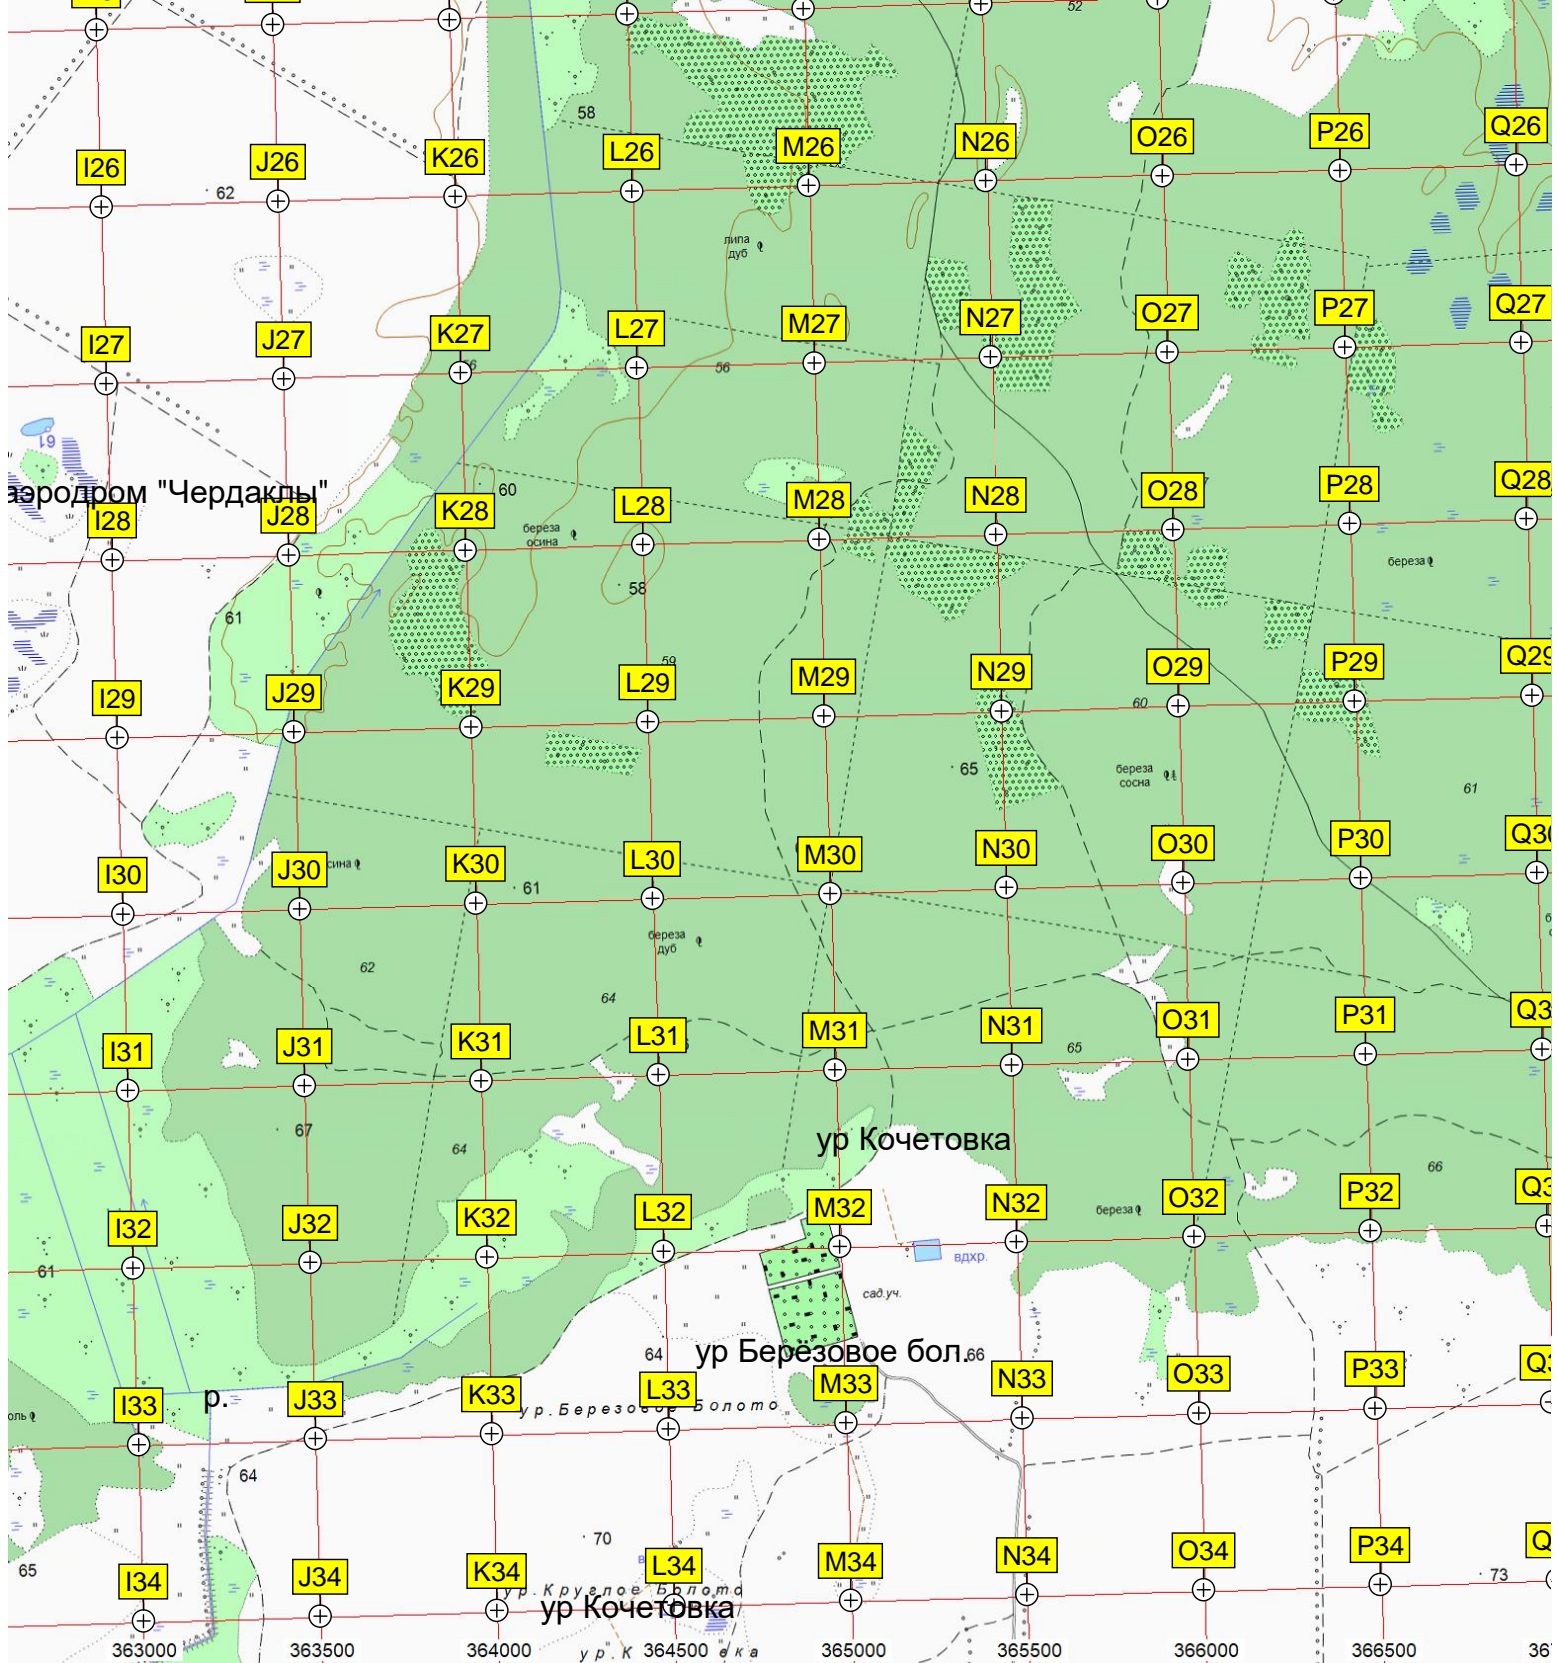 52
58
I26 J26 K26 L26 M26 N26 O26 P26 Q26
62
липа
дуб
I27 J27 K27 L27 M27 N27 O27 P27 Q27
56
56
61
60
аэродром "Чердаклы"
I28 J28 K28 L28 M28 N28 O28 P28 Q28
береза
осина
береза
58
61
59
I29 J29 K29 L29 M29 N29 O29 P29 Q29
60
65
береза
сосна
61
I30 J30 K30 L30 M30 N30 O30 P30
61
береза
дуб
62
64
I31 J31 K31 L31 M31 N31 O31 P31
65
67
64
ур Кочетовка
66
I32 J32 K32 L32 M32 N32 O32 P32
береза
61
вдхр.
сад.уч.
64
ур Березовое бол.
66
I33 J33 K33 L33 M33 N33 O33 P33
р.
ур. Березовое Болото
64
70
65
I34 J34 K34 L34 M34 N34 O34 P34
73
ур. Круглое Болото
ур Кочетовка
363000 363500 364000 364500 365000 365500 366000 366500